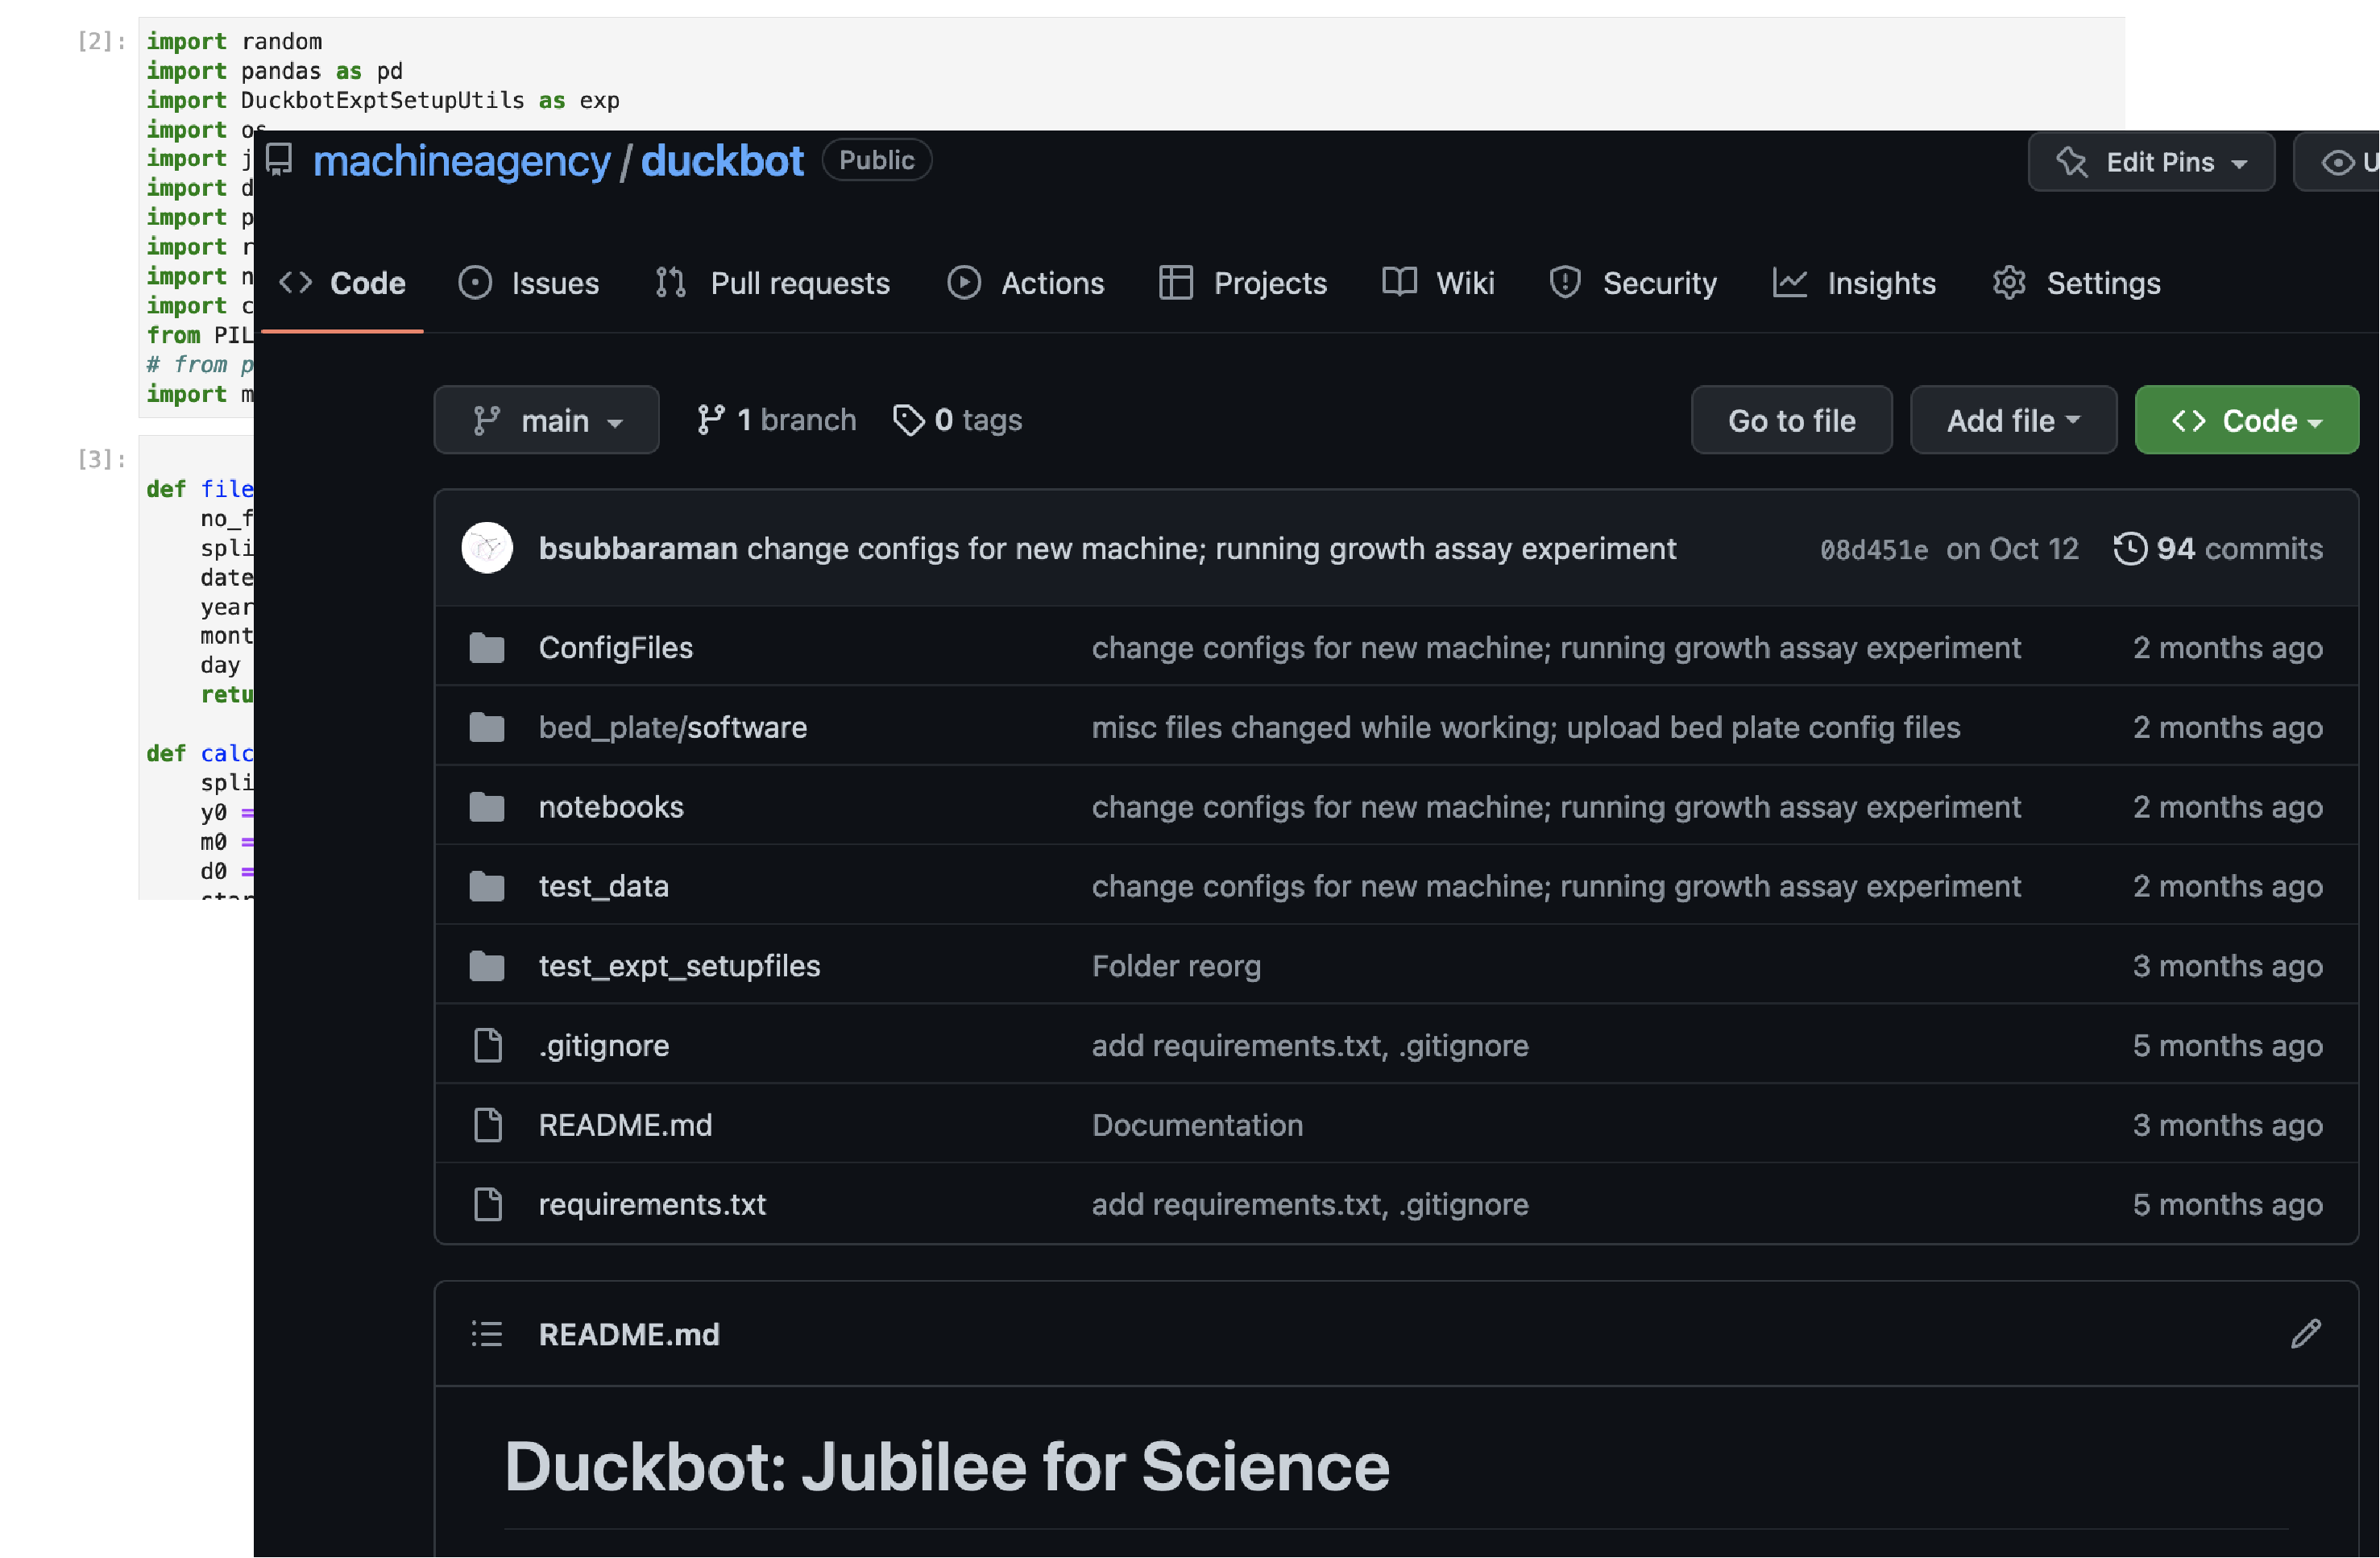 [2]:
import random
import pandas as pd
import DuckbotExptSetupUtils as exp
import os
import j
import d
import p
import r
import n
import c
from PIL
# from p
import m
[3]:
def file
no_f
spli
date
year
mont
day
retu
def calc
spli
y0 =
m0 =
d0 =
machineagency / duckbot Public
Edit Pins
Code Issues Pull requests Actions Projects Wiki Security Insights Settings
main 1 branch 0 tags Go to file Add file Code
bsubbaraman change configs for new machine; running growth assay experiment 08d451e on Oct 12 94 commits
ConfigFiles change configs for new machine; running growth assay experiment 2 months ago
bed_plate/software misc files changed while working; upload bed plate config files 2 months ago
notebooks change configs for new machine; running growth assay experiment 2 months ago
test_data change configs for new machine; running growth assay experiment 2 months ago
test_expt_setupfiles Folder reorg 3 months ago
.gitignore add requirements.txt, .gitignore 5 months ago
README.md Documentation 3 months ago
requirements.txt add requirements.txt, .gitignore 5 months ago
README.md
Duckbot: Jubilee for Science